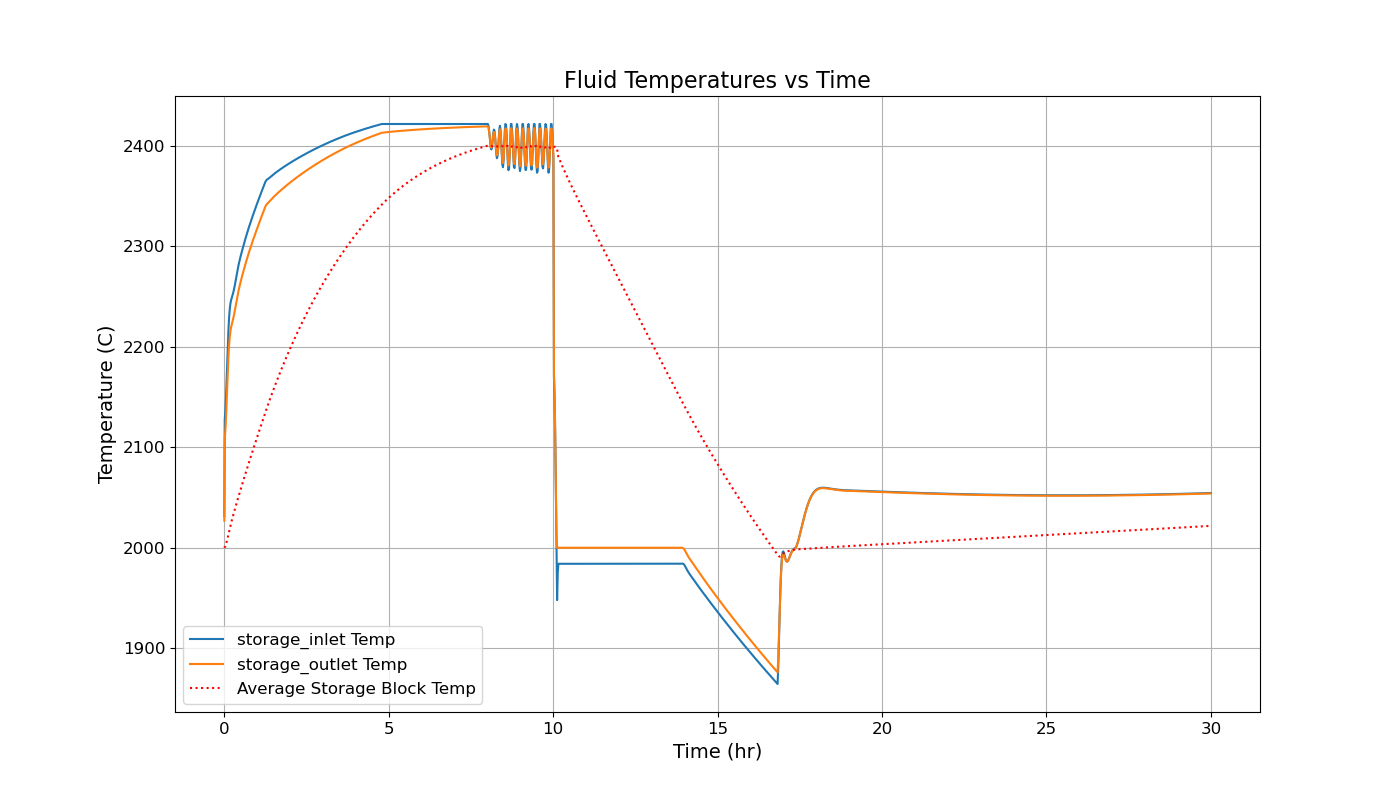 Fluid Temperatures vs Time
Temperature (C)
2400
2300
2200
2100
2000
1900
storage_inlet Temp
storage_outlet Temp
Average Storage Block Temp
0 5 10 15 20 25 30
Time (hr)